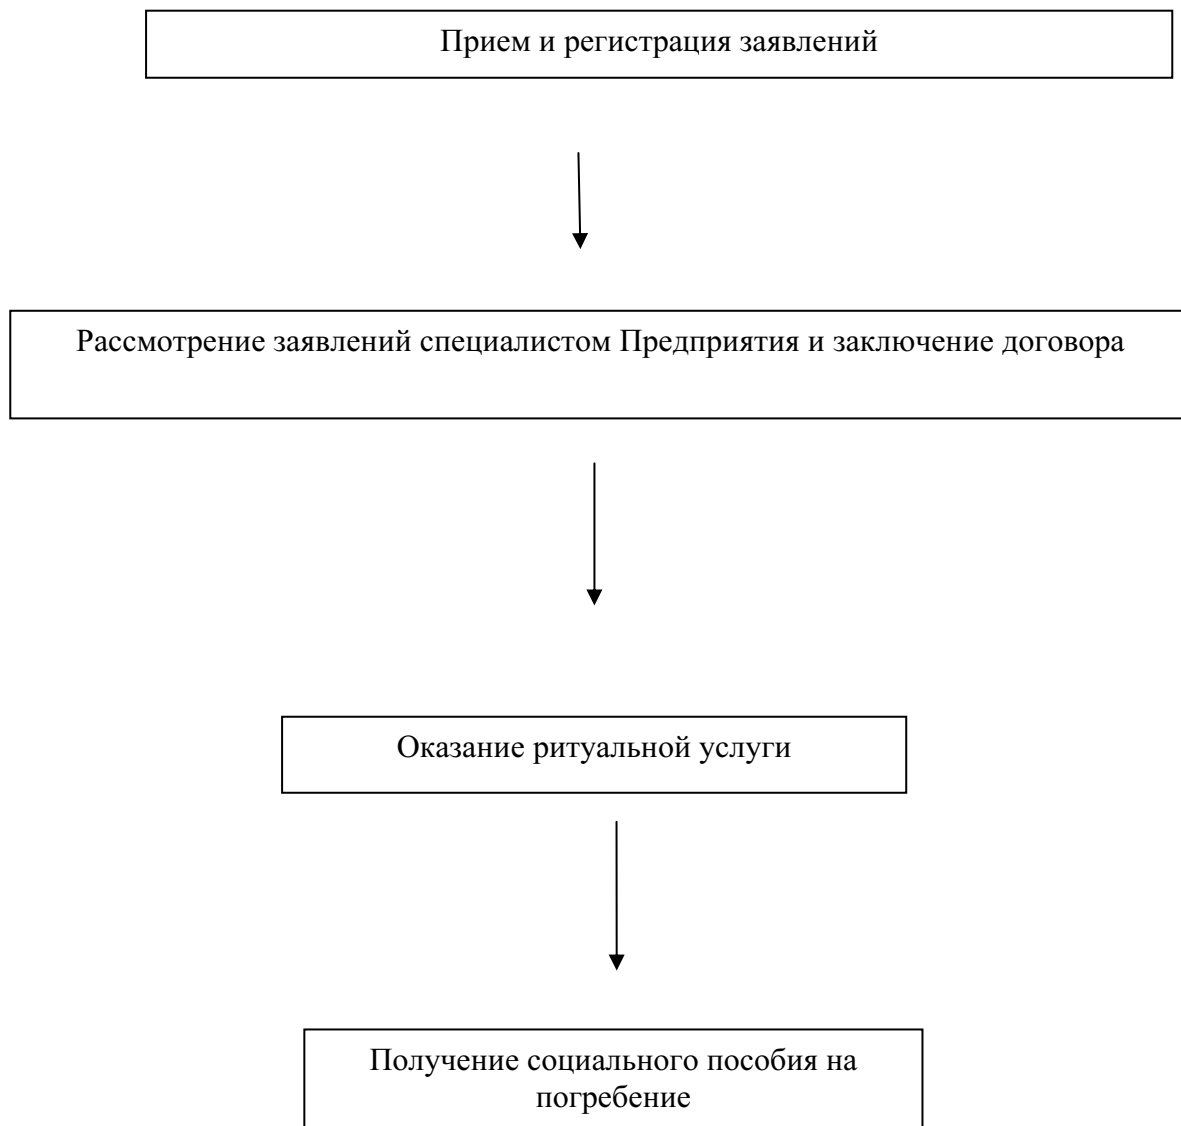 Прием и регистрация заявлений
Рассмотрение заявлений специалистом Предприятия и заключение договора
Оказание ритуальной услуги
Получение социального пособия на
погребение